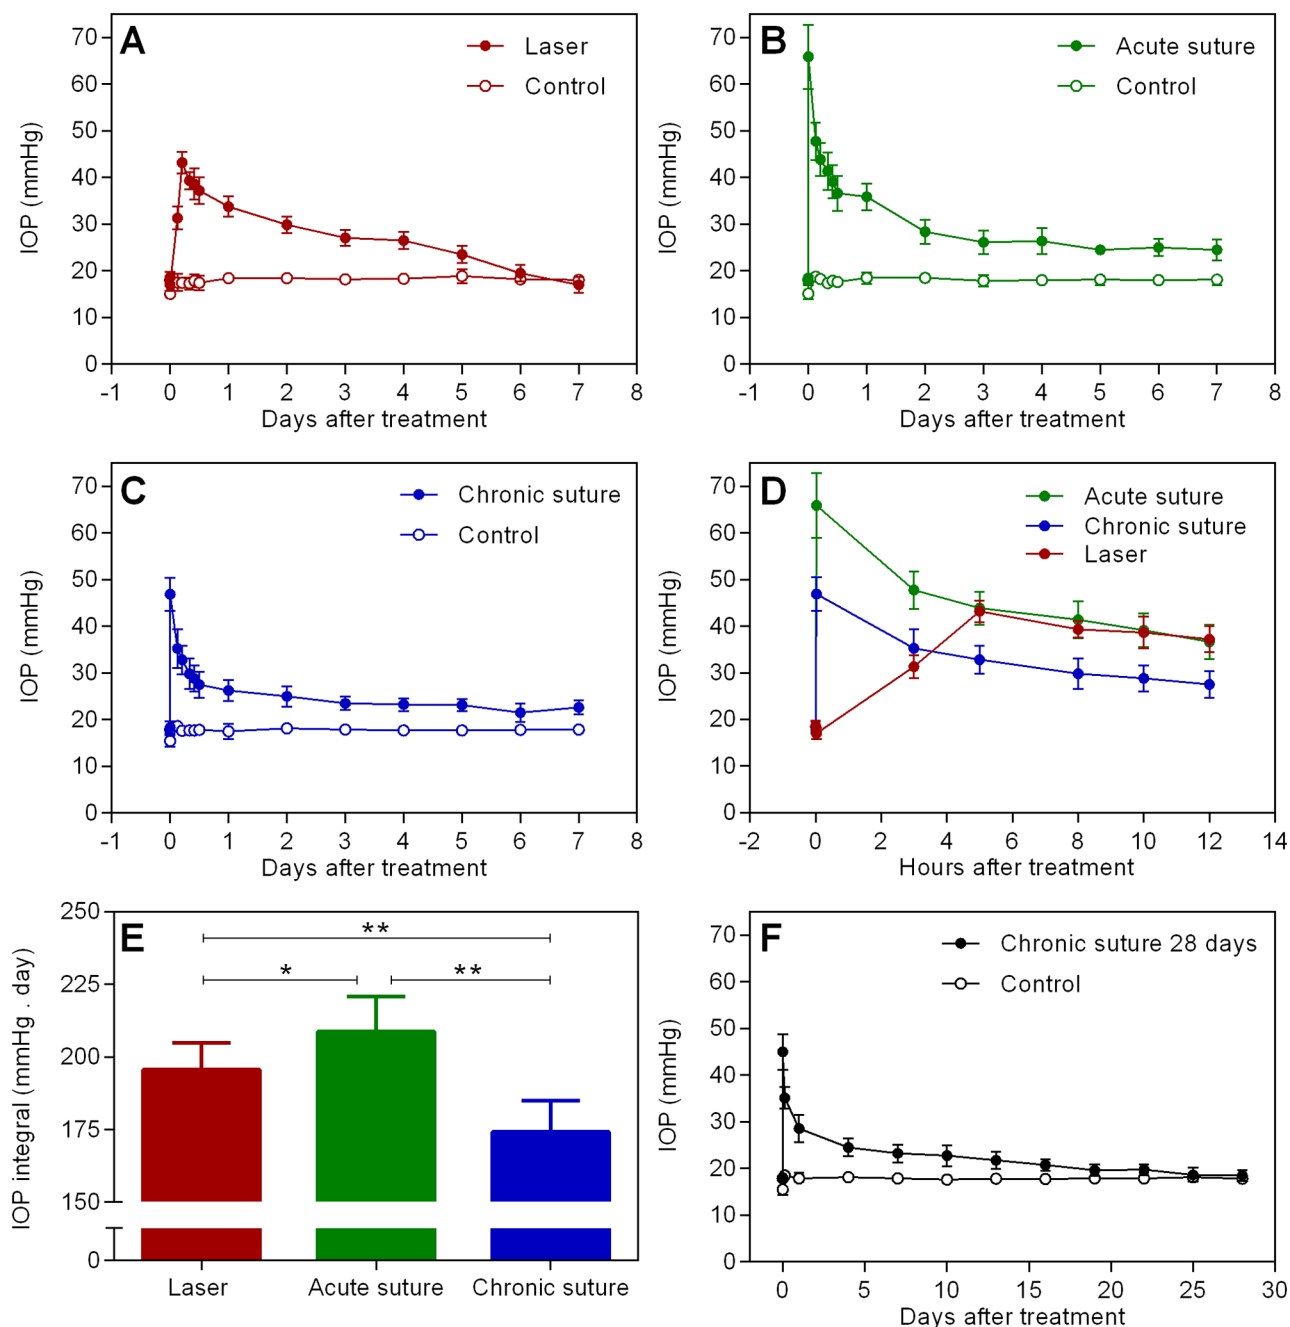 A
Laser
Control
IOP (mmHg)
70
60
50
40
30
20
10
0
-1 0 1 2 3 4 5 6 7 8
Days after treatment
B
Acute suture
Control
IOP (mmHg)
70
60
50
40
30
20
10
0
-1 0 1 2 3 4 5 6 7 8
Days after treatment
C
Chronic suture
Control
IOP (mmHg)
70
60
50
40
30
20
10
0
-1 0 1 2 3 4 5 6 7 8
Days after treatment
D
Acute suture
Chronic suture
Laser
IOP (mmHg)
70
60
50
40
30
20
10
0
-2 0 2 4 6 8 10 12 14
Hours after treatment
E
**
* **
IOP integral (mmHg . day)
250
225
200
175
150
0
Laser Acute suture Chronic suture
F
Chronic suture 28 days
Control
IOP (mmHg)
70
60
50
40
30
20
10
0
0 5 10 15 20 25 30
Days after treatment